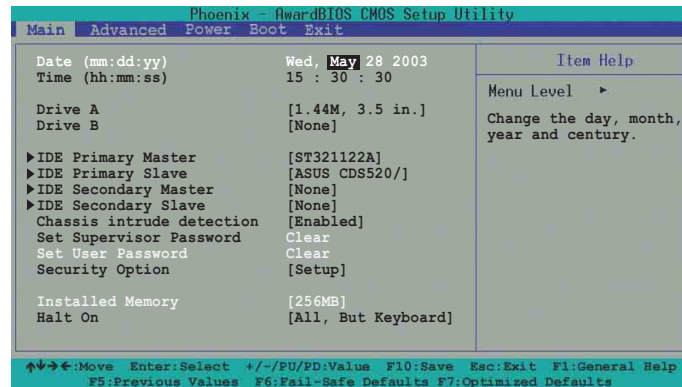 Phoenix - AwardBIOS CMOS Setup Utility
Main Advanced Power Boot Exit
Date (mm:dd:yy) Wed, May 28 2003
Time (hh:mm:ss) 15 : 30 : 30
Drive A [1.44M, 3.5 in.]
Drive B [None]
▶IDE Primary Master [ST321122A]
▶IDE Primary Slave [ASUS CDS520/]
▶IDE Secondary Master [None]
▶IDE Secondary Slave [None]
Chassis intrude detection [Enabled]
Set Supervisor Password Clear
Set User Password Clear
Security Option [Setup]
Installed Memory [256MB]
Halt On [All, But Keyboard]
Item Help
Menu Level ►
Change the day, month,
year and century.
↑↓→←:Move Enter:Select +/-/PU/PD:Value F10:Save Esc:Exit F1:General Help
F5:Previous Values F6:Fail-Safe Defaults F7:Optimized Defaults